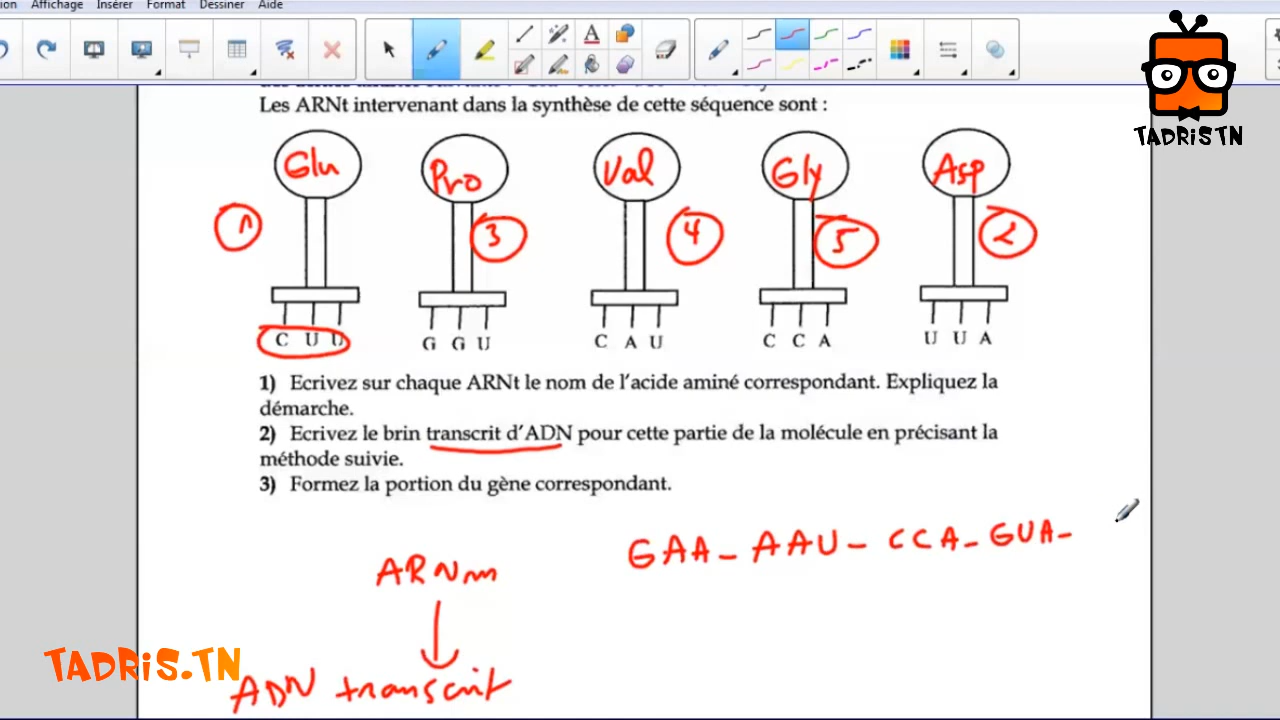 Affichage Insérer Format Dessiner Aide
TADRiSTN
Les ARNt intervenant dans la synthèse de cette séquence sont :
Glu Pro Val Gly Asp
1 3 4 5 2
C U U G G U C A U C C A U U A
1) Ecrivez sur chaque ARNt le nom de l'acide aminé correspondant. Expliquez la
démarche.
2) Ecrivez le brin transcrit d'ADN pour cette partie de la molécule en précisant la
méthode suivie.
3) Formez la portion du gène correspondant.
GAA - AAU - CCA - GUA -
ARNm
TADRiS.TN
ADN transcrit